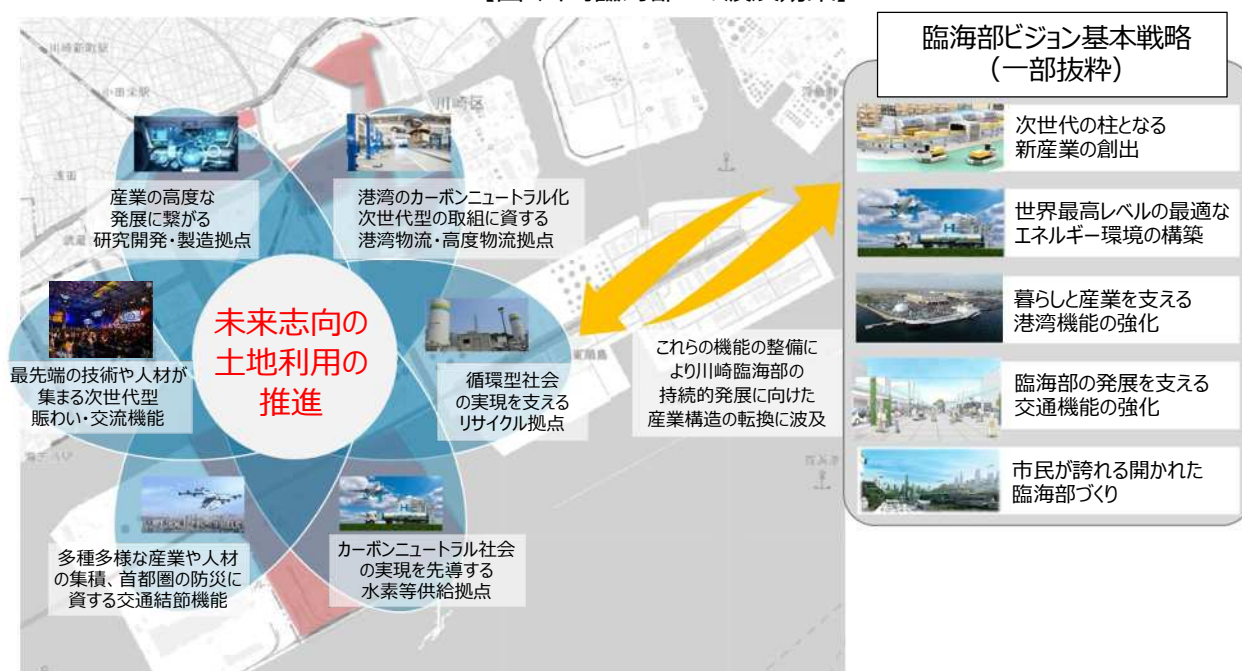 臨海部ビジョン基本戦略
（一部抜粋）
川崎新町駅
小田栄駅
川崎区
浅田
産業の高度な
発展に繋がる
研究開発・製造拠点
港湾のカーボンニュートラル化
次世代型の取組に資する
港湾物流・高度物流拠点
未来志向の
土地利用の
推進
最先端の技術や人材が
集まる次世代型
賑わい・交流機能
循環型社会
の実現を支える
リサイクル拠点
東扇島
これらの機能の整備に
より川崎臨海部の
持続的発展に向けた
産業構造の転換に波及
多種多様な産業や人材
の集積、首都圏の防災に
資する交通結節機能
カーボンニュートラル社会
の実現を先導する
水素等供給拠点
次世代の柱となる
新産業の創出
世界最高レベルの最適な
エネルギー環境の構築
暮らしと産業を支える
港湾機能の強化
臨海部の発展を支える
交通機能の強化
市民が誇れる開かれた
臨海部づくり